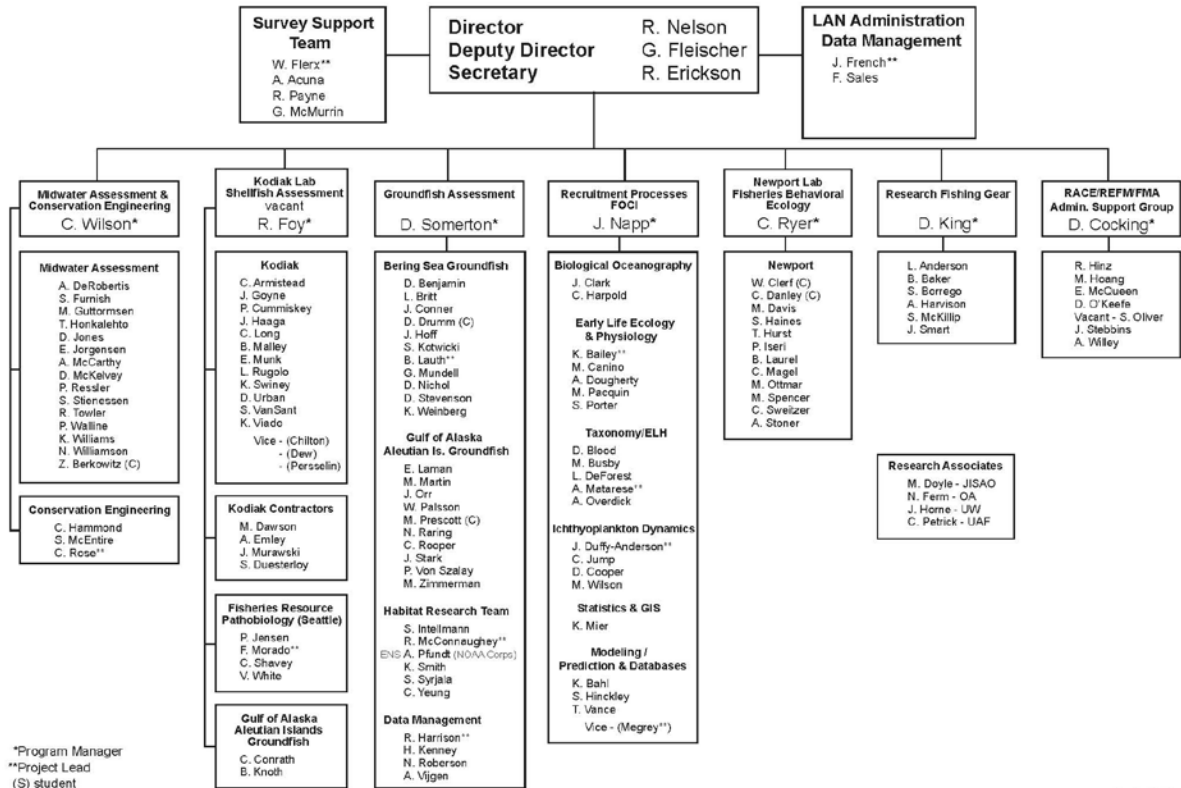 Survey Support
Team
W. Flerx**
A. Acuna
R. Payne
G. McMurrin
Director R. Nelson
Deputy Director G. Fleischer
Secretary R. Erickson
LAN Administration
Data Management
J. French**
F. Sales
Midwater Assessment &
Conservation Engineering
C. Wilson*
Midwater Assessment
A. DeRobertis
S. Furnish
M. Guttormsen
T. Honkalehto
D. Jones
E. Jorgensen
A. McCarthy
D. McKelvey
P. Ressler
S. Stienessen
R. Towler
P. Walline
K. Williams
N. Williamson
Z. Berkowitz (C)
Conservation Engineering
C. Hammond
S. McEntire
C. Rose**
Kodiak Lab
Shellfish Assessment
vacant
R. Foy*
Kodiak
C. Armistead
J. Goyne
P. Cummiskey
J. Haaga
C. Long
B. Malley
E. Munk
L. Rugolo
K. Swiney
D. Urban
S. VanSant
K. Viado
Vice - (Chilton)
- (Dew)
- (Persselin)
Kodiak Contractors
M. Dawson
A. Emley
J. Murawski
S. Duesterloy
Fisheries Resource
Pathobiology (Seattle)
P. Jensen
F. Morado**
C. Shavey
V. White
Gulf of Alaska
Aleutian Islands
Groundfish
C. Conrath
B. Knoth
Groundfish Assessment
D. Somerton*
Bering Sea Groundfish
D. Benjamin
L. Britt
J. Conner
D. Drumm (C)
J. Hoff
S. Kotwicki
B. Lauth**
G. Mundell
D. Nichol
D. Stevenson
K. Weinberg
Gulf of Alaska
Aleutian Is. Groundfish
E. Laman
M. Martin
J. Orr
W. Palsson
M. Prescott (C)
N. Raring
C. Rooper
J. Stark
P. Von Szalay
M. Zimmerman
Habitat Research Team
S. Intellmann
R. McConnaughey**
ENS A. Pfundt (NOAA Corps)
K. Smith
S. Syrjala
C. Yeung
Data Management
R. Harrison**
H. Kenney
N. Roberson
A. Vijgen
Recruitment Processes
FOCI
J. Napp*
Biological Oceanography
J. Clark
C. Harpold
Early Life Ecology
& Physiology
K. Bailey**
M. Canino
A. Dougherty
M. Pacquin
S. Porter
Taxonomy/ELH
D. Blood
M. Busby
L. DeForest
A. Matarese**
A. Overdick
Ichthyoplankton Dynamics
J. Duffy-Anderson**
C. Jump
D. Cooper
M. Wilson
Statistics & GIS
K. Mier
Modeling /
Prediction & Databases
K. Bahl
S. Hinckley
T. Vance
Vice - (Megrey**)
Newport Lab
Fisheries Behavioral
Ecology
C. Ryer*
Newport
W. Clerf (C)
C. Danley (C)
M. Davis
S. Haines
T. Hurst
P. Iseri
B. Laurel
C. Magel
M. Ottmar
M. Spencer
C. Sweitzer
A. Stoner
Research Fishing Gear
D. King*
L. Anderson
B. Baker
S. Borrego
A. Harvison
S. McKillip
J. Smart
Research Associates
M. Doyle - JISAO
N. Ferm - OA
J. Horne - UW
C. Petrick - UAF
RACE/REFM/FMA
Admin. Support Group
D. Cocking*
R. Hinz
M. Hoang
E. McQueen
D. O'Keefe
Vacant - S. Oliver
J. Stebbins
A. Willey
*Program Manager
**Project Lead
(S) student